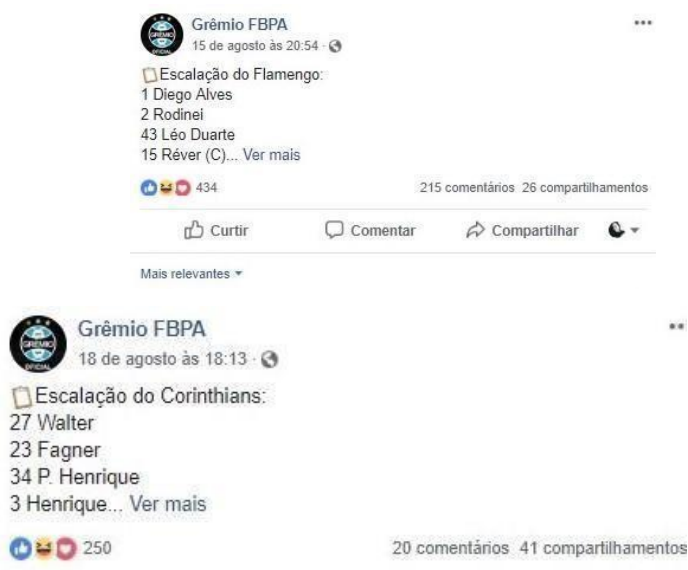 Grêmio FBPA
15 de agosto às 20:54
Escalação do Flamengo:
1 Diego Alves
2 Rodinei
43 Léo Duarte
15 Réver (C)... Ver mais
434
215 comentários 26 compartilhamentos
Curtir Comentar Compartilhar
Mais relevantes
Grêmio FBPA
18 de agosto às 18:13
Escalação do Corinthians:
27 Walter
23 Fagner
34 P. Henrique
3 Henrique... Ver mais
250
20 comentários 41 compartilhamentos